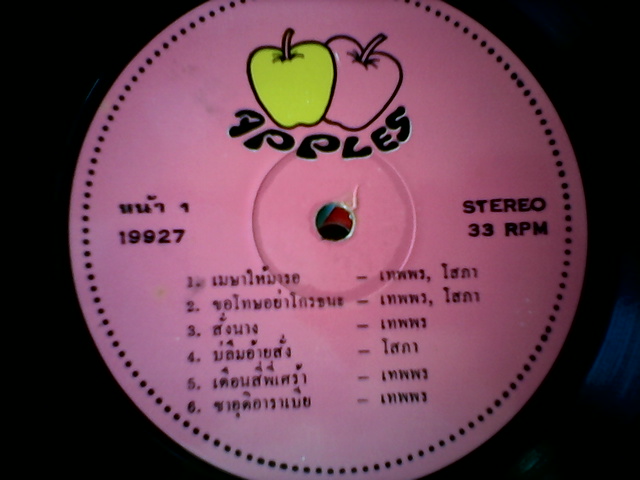 APPLES
หน้า ๑
STEREO
19927
33 RPM
1. เมษาให้มารอ – เทพพร, โสภา
2. ขอโทษอย่าโกรธนะ – เทพพร, โสภา
3. สั่งนาง – เทพพร
4. บ่ลืมอ้ายสั่ง – โสภา
5. เดือนสี่พี่เศร้า – เทพพร
6. ซาอุดิอาราเบีย – เทพพร